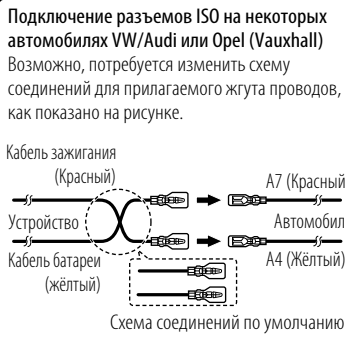 Подключение разъемов ISO на некоторых
автомобилях VW/Audi или Opel (Vauxhall)
Возможно, потребуется изменить схему
соединений для прилагаемого жгута проводов,
как показано на рисунке.
Кабель зажигания
(Красный)
A7 (Красный
Устройство
Автомобил
Кабель батареи
(жёлтый)
A4 (Жёлтый)
Схема соединений по умолчанию